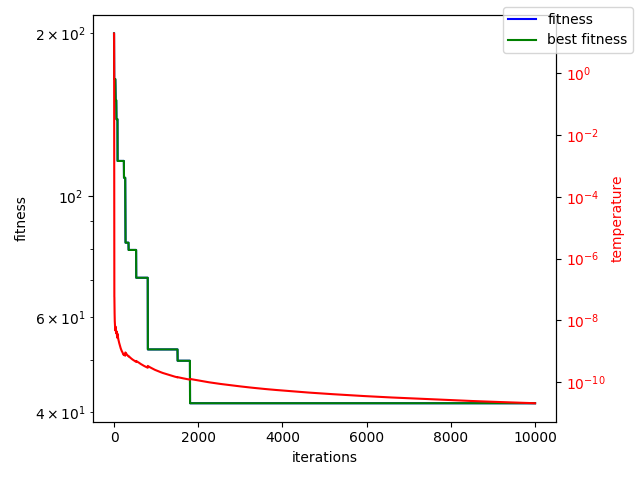 fitness
best fitness
2 × 10²
10²
6 × 10¹
4 × 10¹
fitness
10⁰
10⁻²
10⁻⁴
10⁻⁶
10⁻⁸
10⁻¹⁰
temperature
0 2000 4000 6000 8000 10000
iterations